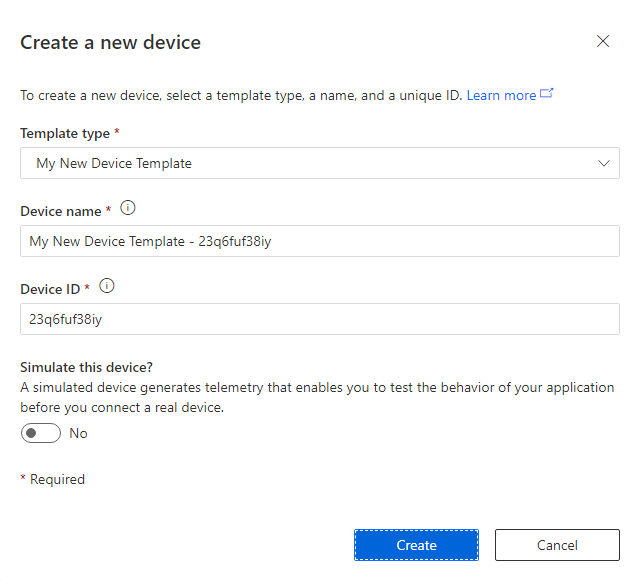 Create a new device
To create a new device, select a template type, a name, and a unique ID. Learn more
Template type *
My New Device Template
Device name *
My New Device Template - 23q6fuf38iy
Device ID *
23q6fuf38iy
Simulate this device?
A simulated device generates telemetry that enables you to test the behavior of your application
before you connect a real device.
No
* Required
Create Cancel